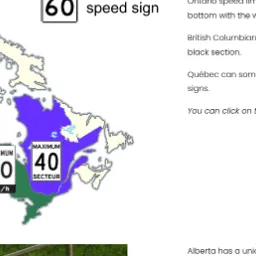 60
speed sign
Ontario speed lim
bottom with the w
British Columbian
black section.
Québec can som
signs.
You can click on t
MAXIMUM
40
SECTEUR
Alberta has a uni